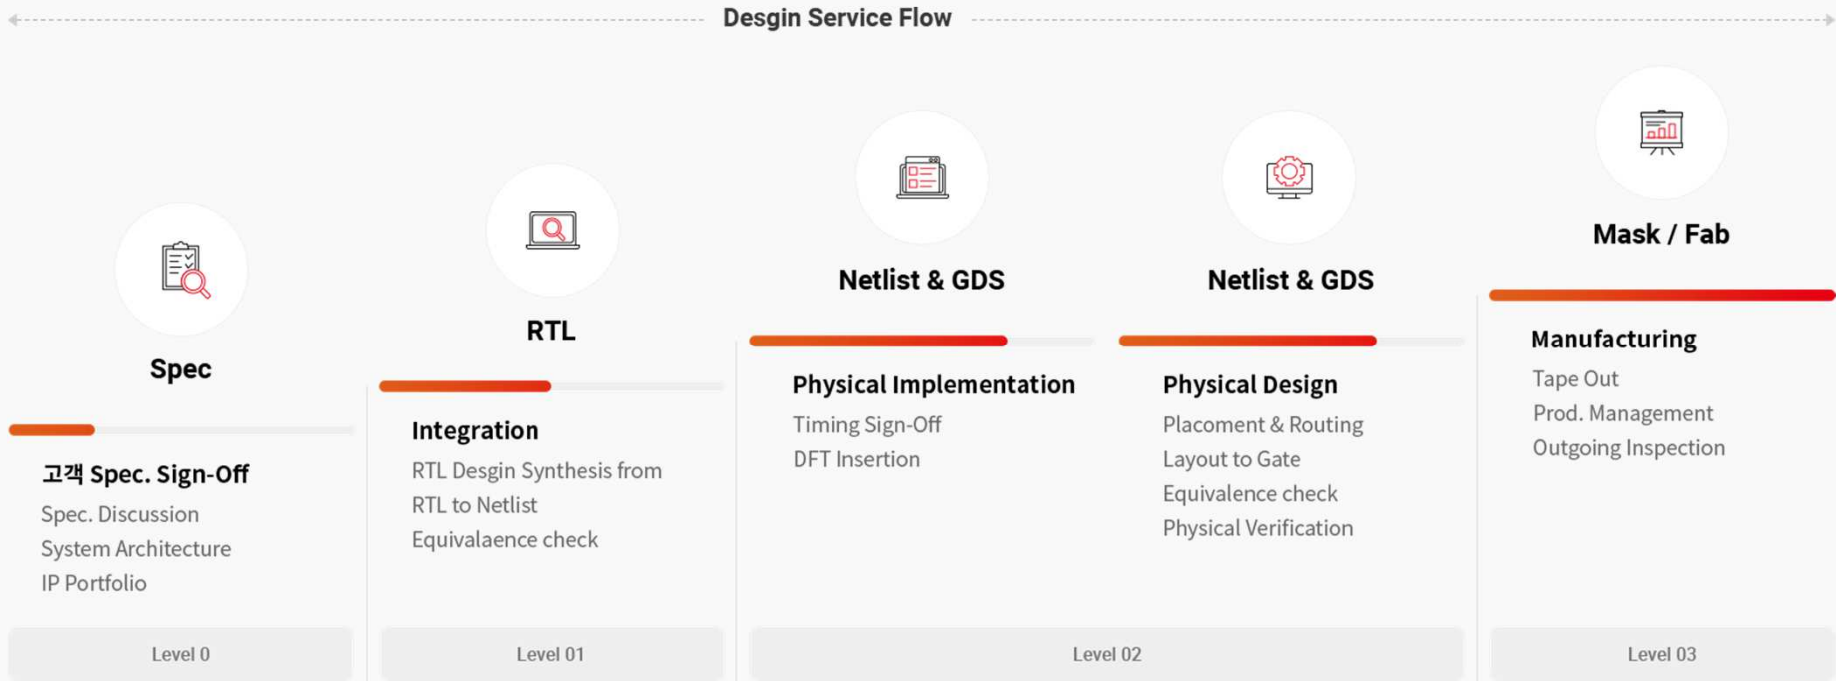 Desgin Service Flow
Spec
고객 Spec. Sign-Off
Spec. Discussion
System Architecture
IP Portfolio
Level 0
RTL
Integration
RTL Desgin Synthesis from
RTL to Netlist
Equivalaence check
Level 01
Netlist & GDS
Physical Implementation
Timing Sign-Off
DFT Insertion
Netlist & GDS
Physical Design
Placoment & Routing
Layout to Gate
Equivalence check
Physical Verification
Level 02
Mask / Fab
Manufacturing
Tape Out
Prod. Management
Outgoing Inspection
Level 03